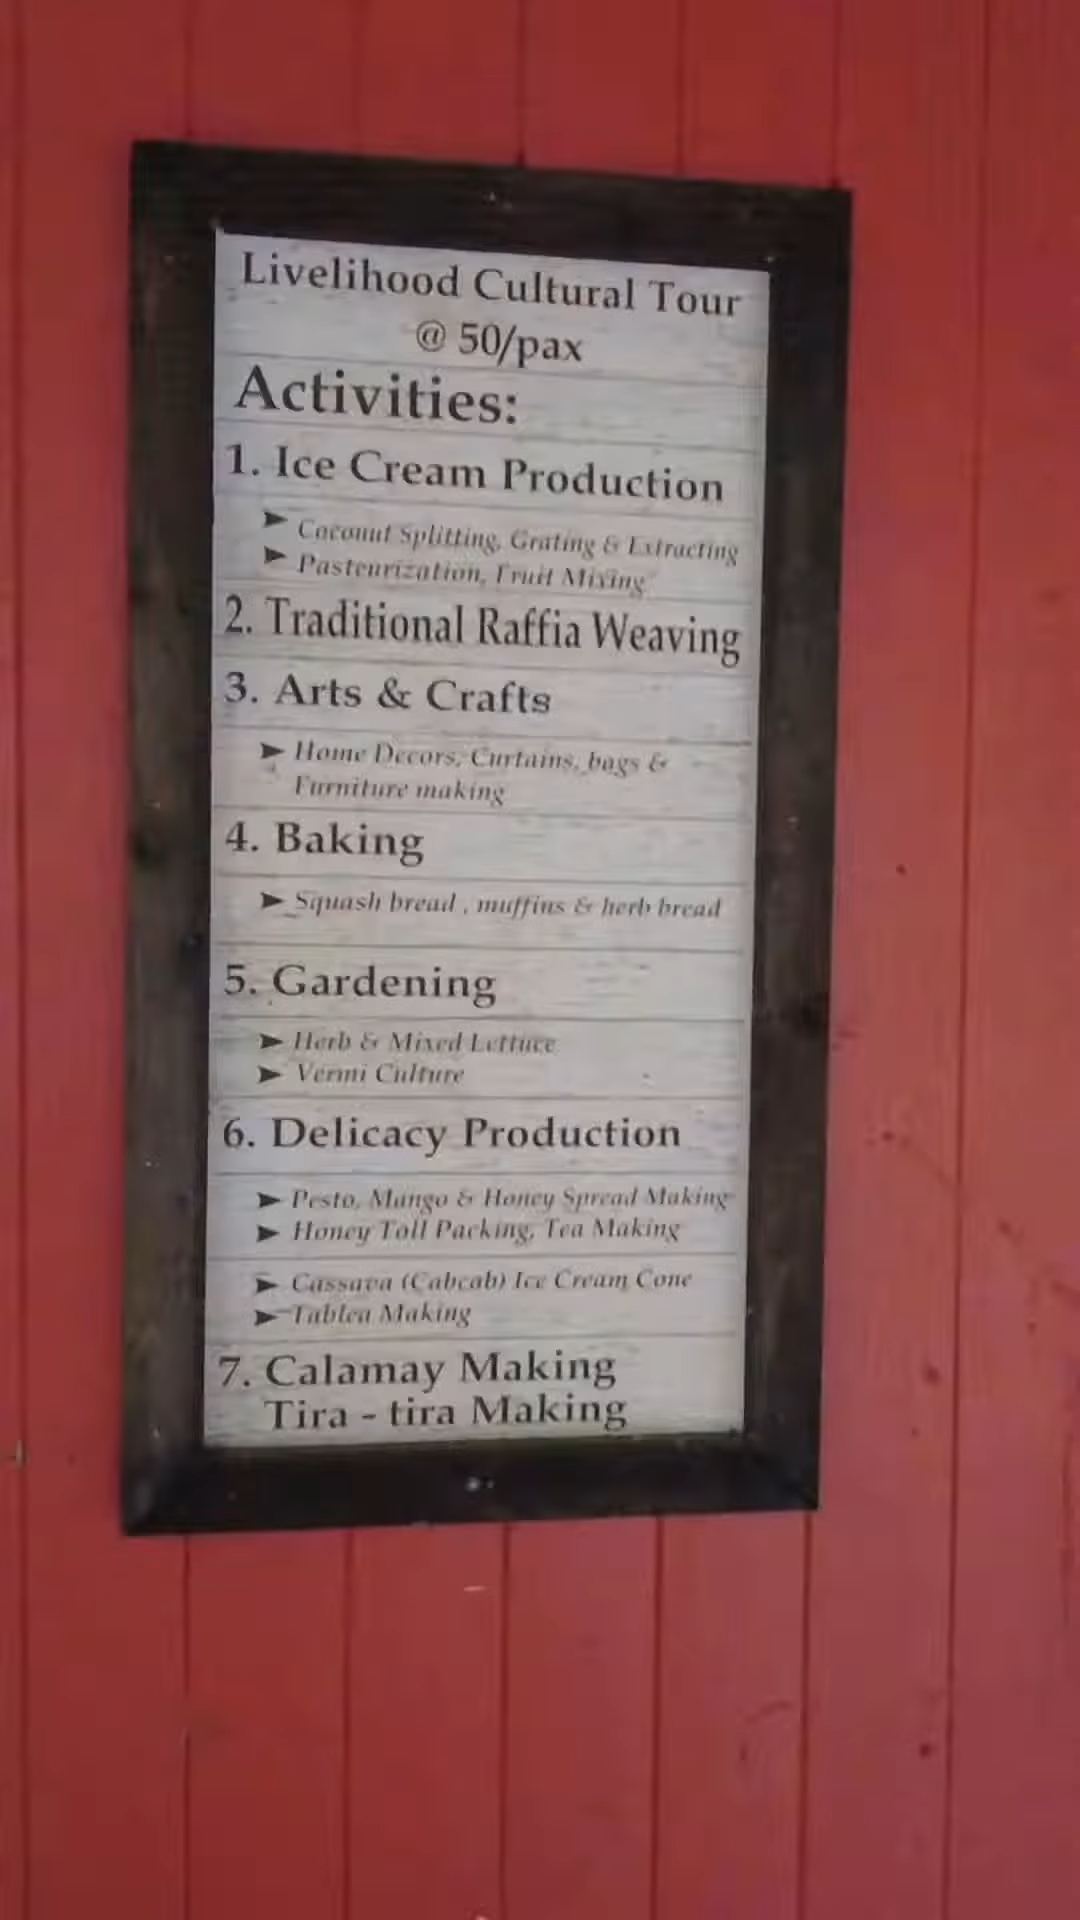 Livelihood Cultural Tour
@ 50/pax
Activities:
1. Ice Cream Production
➤ Coconut Splitting, Grating & Extracting
➤ Pasteurization, Fruit Mixing
2. Traditional Raffia Weaving
3. Arts & Crafts
➤ Home Decors, Curtains, bags &
Furniture making
4. Baking
➤ Squash bread , muffins & herb bread
5. Gardening
➤ Herb & Mixed Lettuce
➤ Vermi Culture
6. Delicacy Production
➤ Pesto, Mango & Honey Spread Making
➤ Honey Toll Packing, Tea Making
➤ Cassava (Cabcab) Ice Cream Cone
➤ Tablea Making
7. Calamay Making
Tira - tira Making